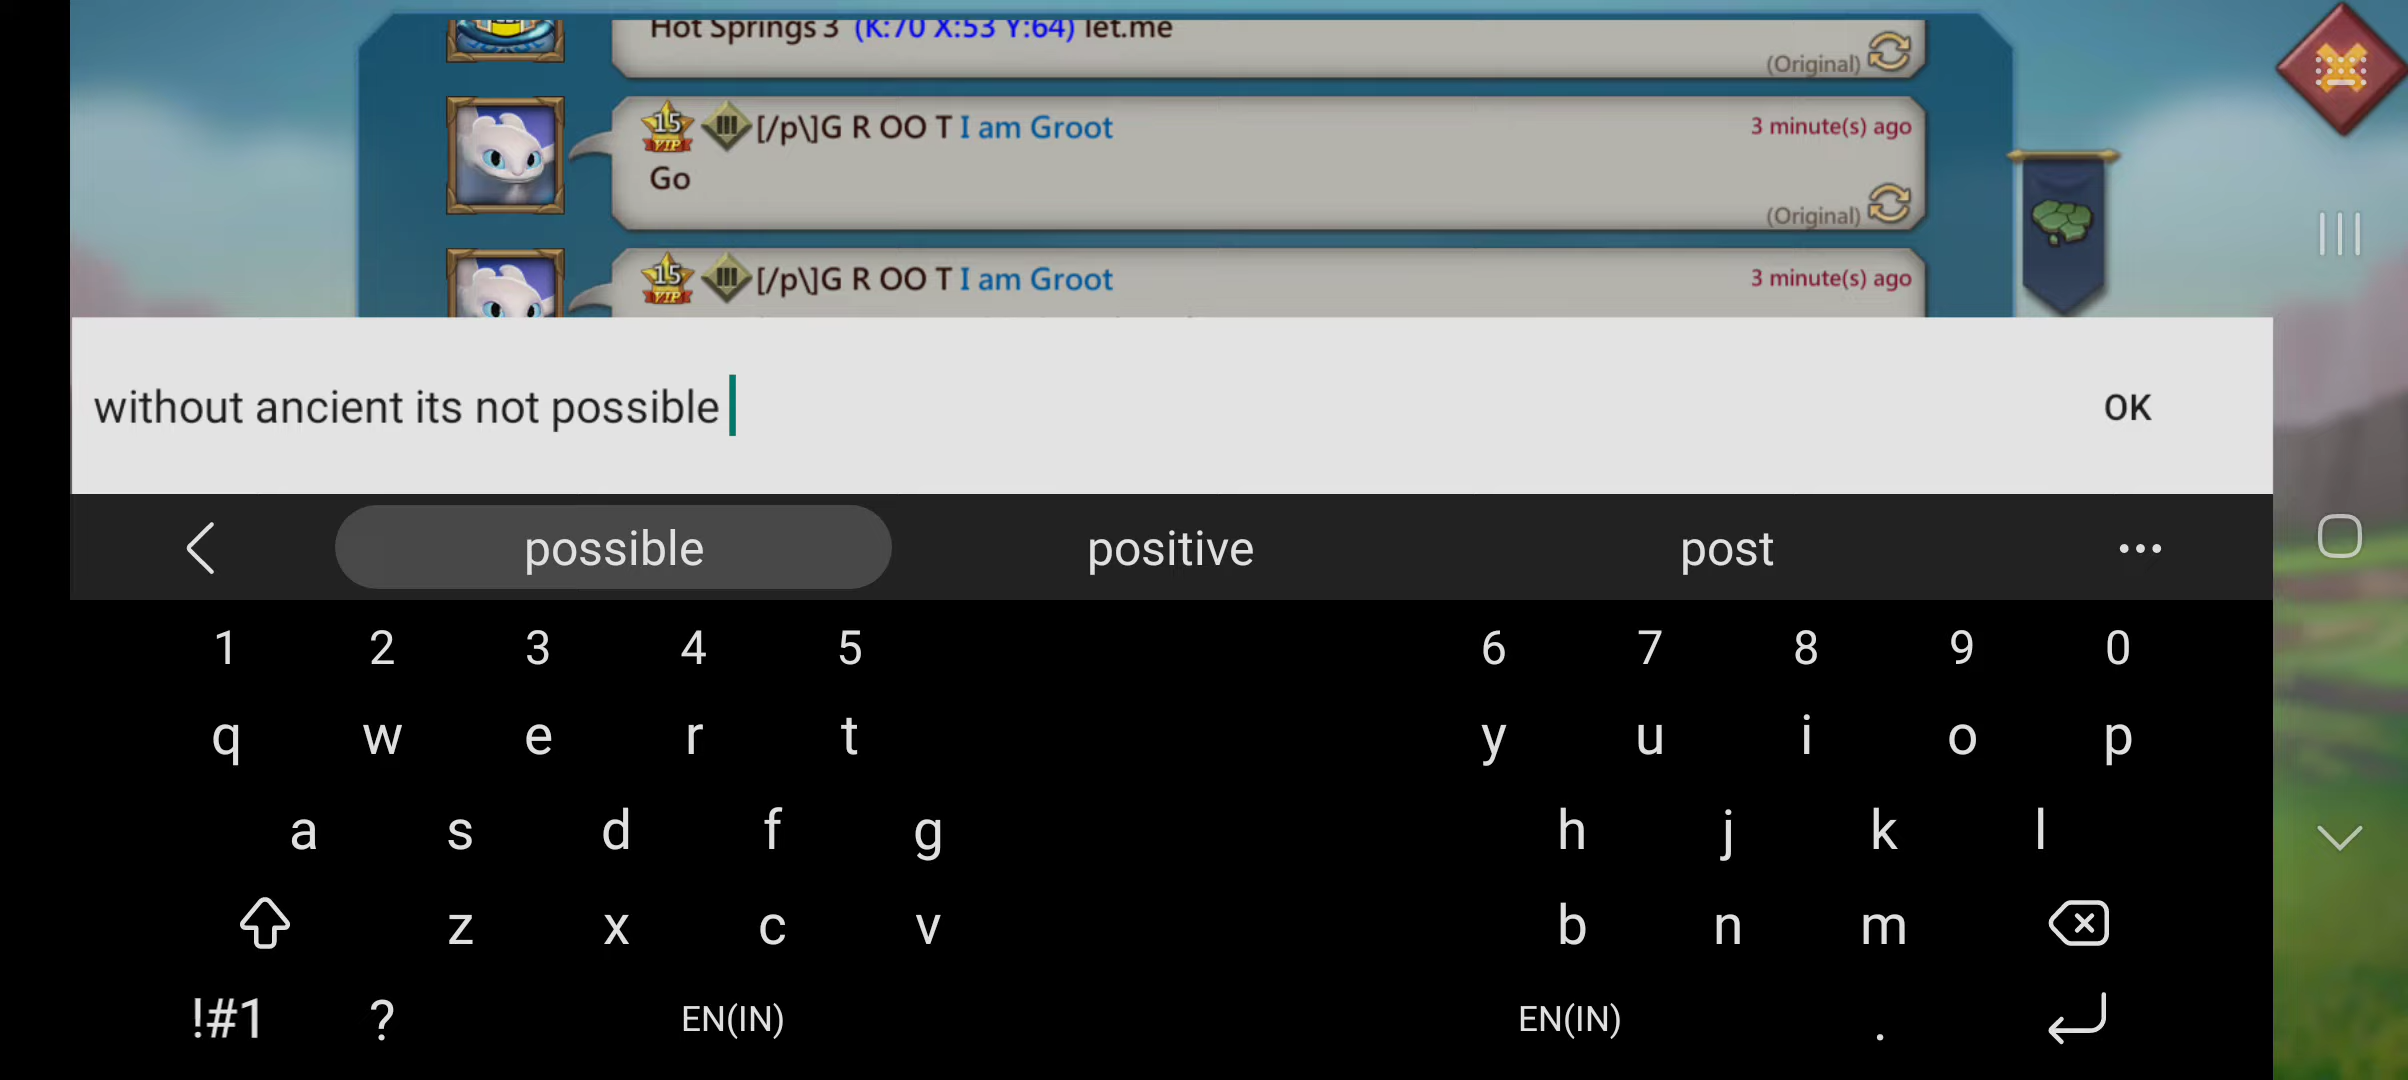 Hot Springs 3 (K:70 X:53 Y:64) let.me
(Original)
15 VIP III [/p\]G R OO T I am Groot 3 minute(s) ago
Go
(Original)
15 VIP III [/p\]G R OO T I am Groot 3 minute(s) ago
without ancient its not possible OK
possible positive post
1 2 3 4 5 6 7 8 9 0
q w e r t y u i o p
a s d f g h j k l
z x c v b n m
!#1 ? EN(IN) EN(IN) .